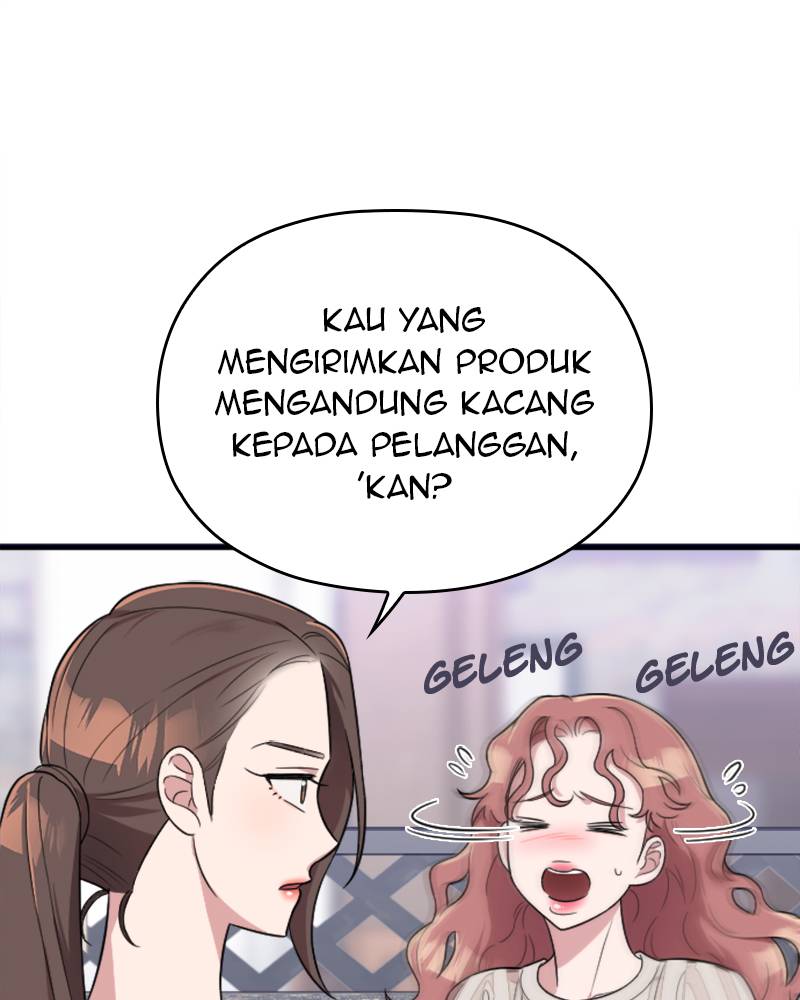 KAU YANG
MENGIRIMKAN PRODUK
MENGANDUNG KACANG
KEPADA PELANGGAN,
'KAN?
GELENG
GELENG